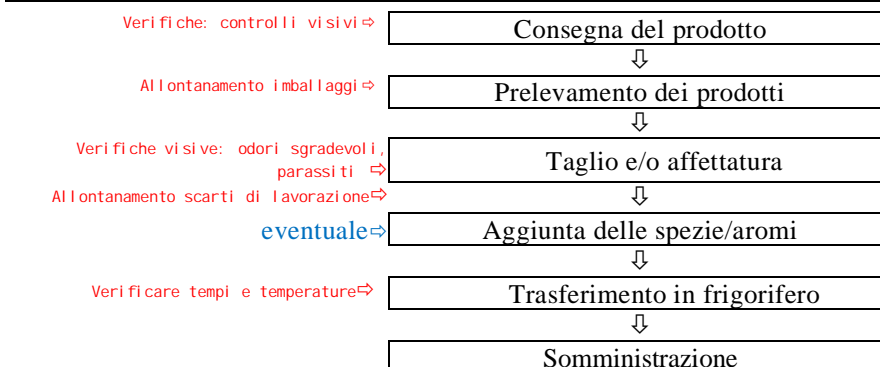 Verifiche: controlli visivi⇨ Consegna del prodotto
⇩
Allontanamento imballaggi⇨ Prelevamento dei prodotti
⇩
Verifiche visive: odori sgradevoli,
parassiti ⇨ Taglio e/o affettatura
Allontanamento scarti di lavorazione⇨ ⇩
eventuale⇨ Aggiunta delle spezie/aromi
⇩
Verificare tempi e temperature⇨ Trasferimento in frigorifero
⇩
Somministrazione